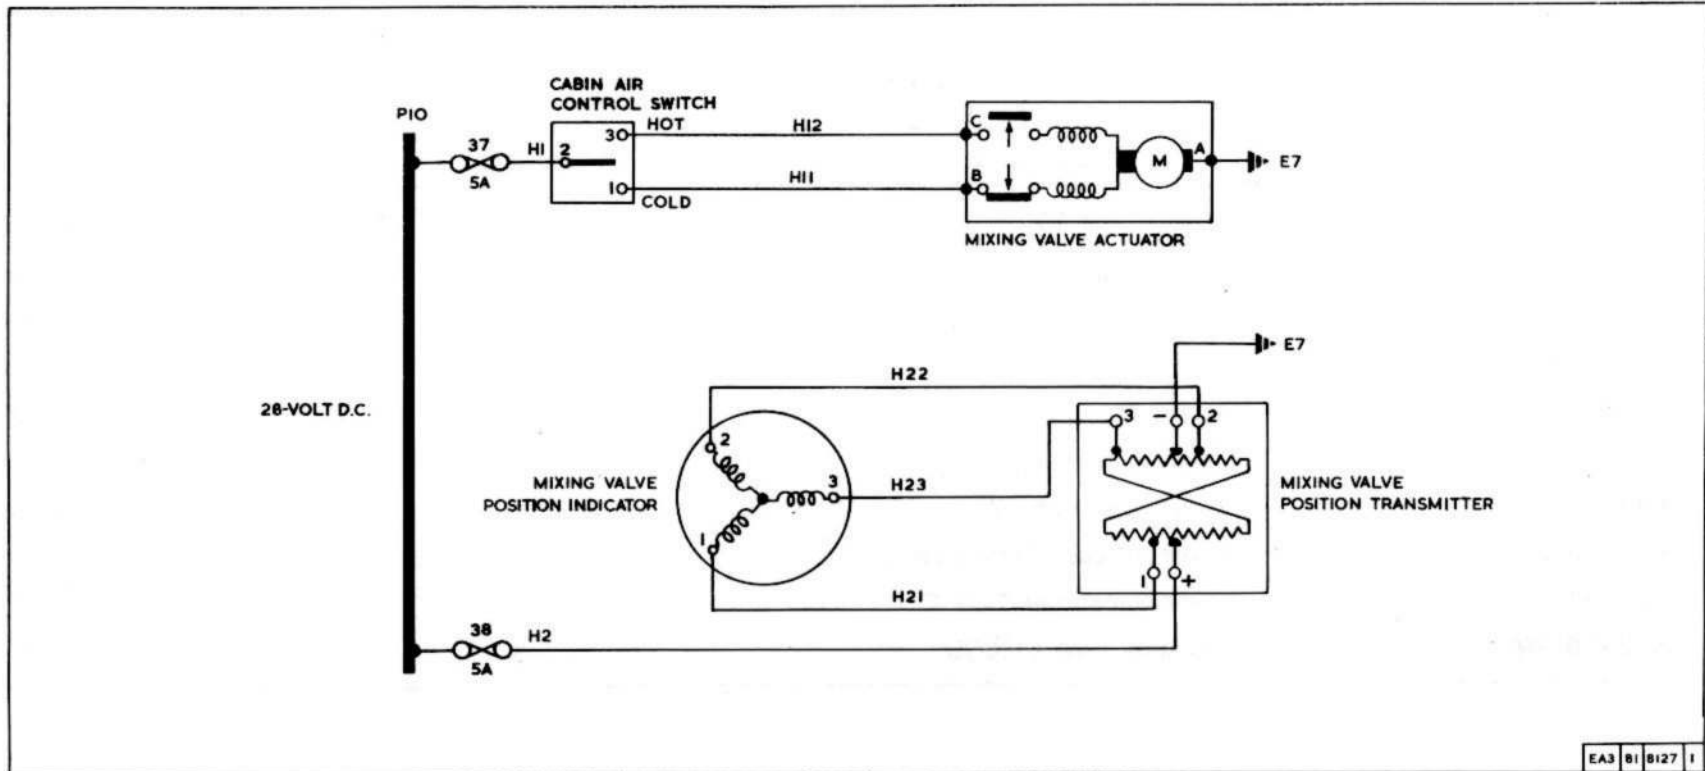 CABIN AIR
CONTROL SWITCH
P10
37
5A
H1
2
3
HOT
1
COLD
H12
H11
C
B
M
A
E7
MIXING VALVE ACTUATOR
28-VOLT D.C.
E7
H22
2
3
1
MIXING VALVE
POSITION INDICATOR
H23
3
-
2
1
+
MIXING VALVE
POSITION TRANSMITTER
H21
38
5A
H2
EA3 B1 8127 1